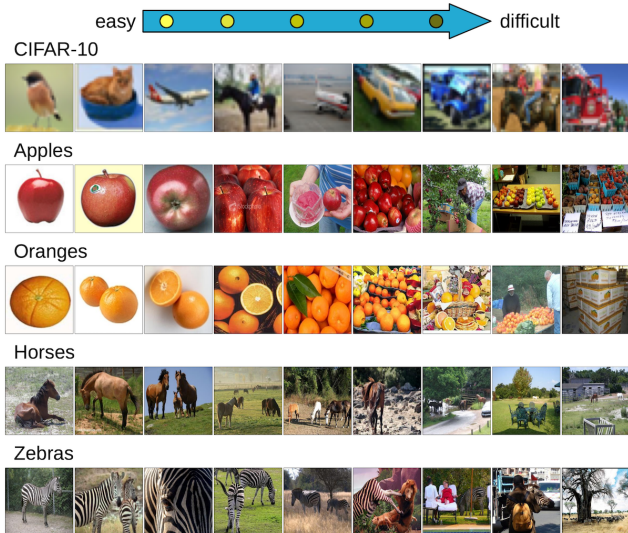 easy
difficult
CIFAR-10
Apples
Oranges
Horses
Zebras